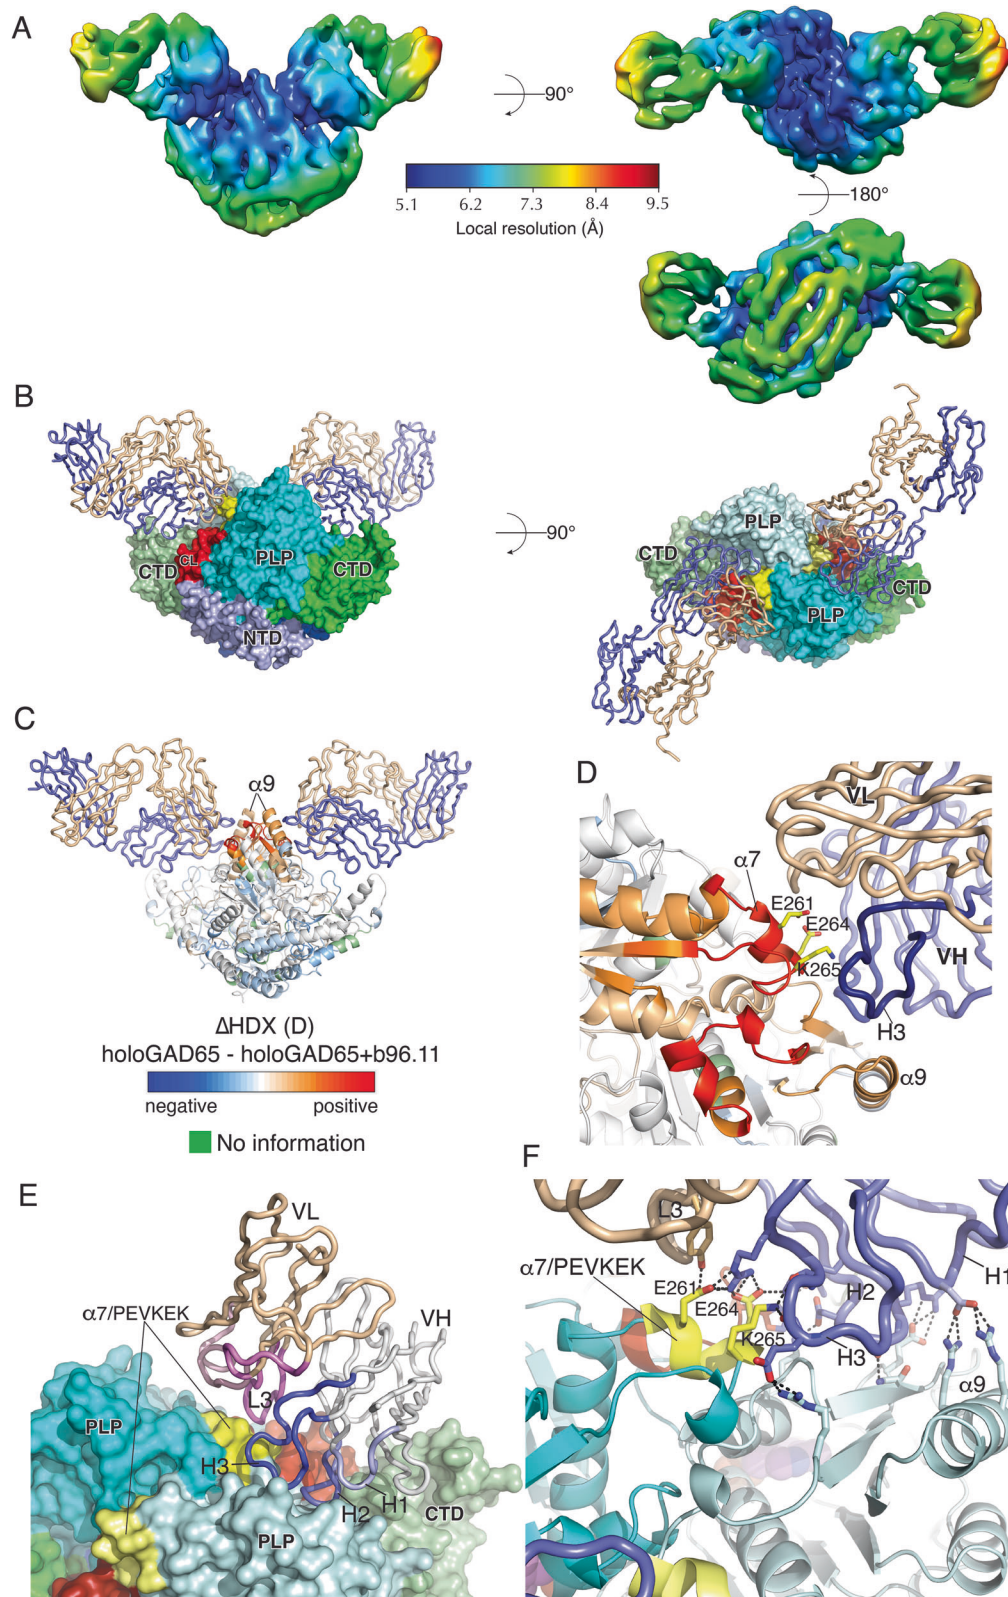 A
90°
5.1 6.2 7.3 8.4 9.5
Local resolution (Å)
180°
B
CTD
CL
PLP
CTD
NTD
90°
PLP
CTD
CTD
PLP
C
α9
ΔHDX (D)
holoGAD65 - holoGAD65+b96.11
negative positive
No information
D
VL
α7
E261
E264
K265
VH
H3
α9
E
VL
α7/PEVKEK
VH
L3
PLP
H3
H2
H1
CTD
PLP
F
L3
α7/PEVKEK
E261
E264
K265
H1
H2
H3
α9